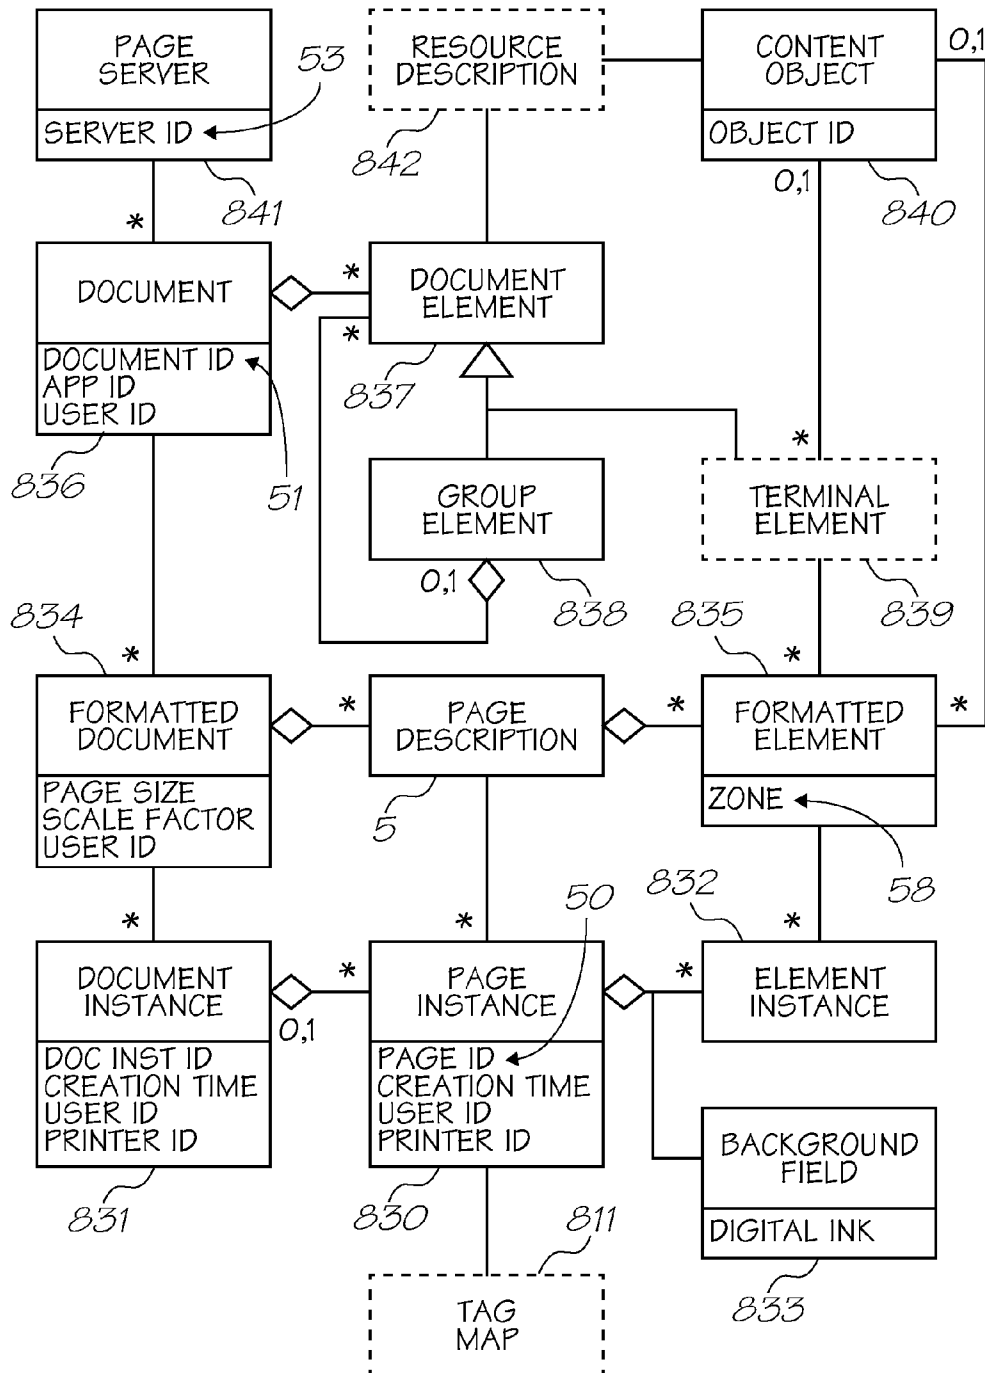 PAGE
SERVER
53
SERVER ID
841
RESOURCE
DESCRIPTION
842
CONTENT
OBJECT
0,1
OBJECT ID
0,1
840
*
DOCUMENT
*
DOCUMENT
ELEMENT
*
837
DOCUMENT ID
APP ID
USER ID
836
51
GROUP
ELEMENT
0,1
838
*
TERMINAL
ELEMENT
839
834
835
*
*
FORMATTED
DOCUMENT
*
PAGE
DESCRIPTION
*
FORMATTED
ELEMENT
*
PAGE SIZE
SCALE FACTOR
USER ID
5
ZONE
58
50
832
*
*
*
DOCUMENT
INSTANCE
*
0,1
PAGE
INSTANCE
*
ELEMENT
INSTANCE
DOC INST ID
CREATION TIME
USER ID
PRINTER ID
831
PAGE ID
CREATION TIME
USER ID
PRINTER ID
830
BACKGROUND
FIELD
DIGITAL INK
833
811
TAG
MAP